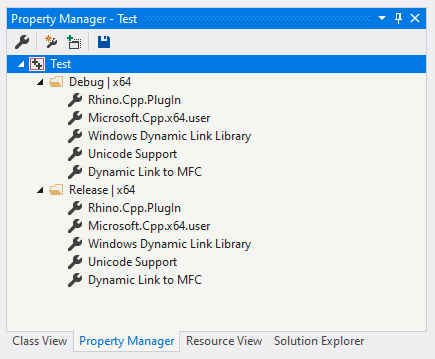 Property Manager - Test
Test
Debug | x64
Rhino.Cpp.PlugIn
Microsoft.Cpp.x64.user
Windows Dynamic Link Library
Unicode Support
Dynamic Link to MFC
Release | x64
Rhino.Cpp.PlugIn
Microsoft.Cpp.x64.user
Windows Dynamic Link Library
Unicode Support
Dynamic Link to MFC
Class View Property Manager Resource View Solution Explorer